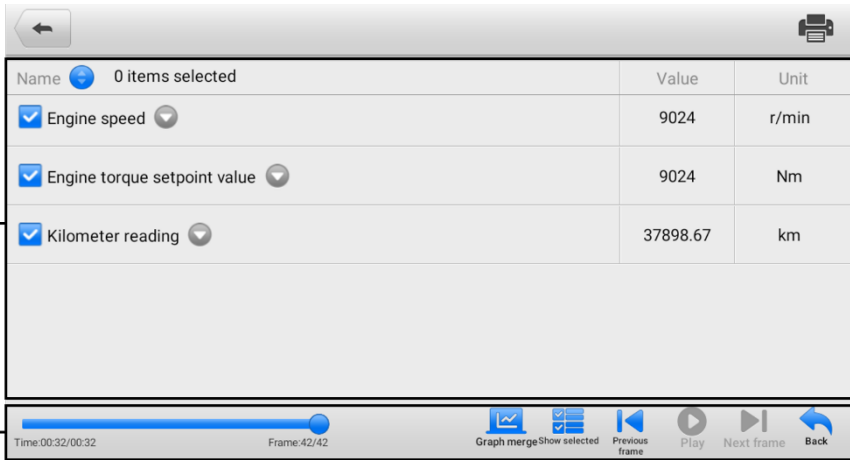 Name 0 items selected Value Unit
Engine speed 9024 r/min
Engine torque setpoint value 9024 Nm
Kilometer reading 37898.67 km
Time:00:32/00:32 Frame:42/42
Graph merge Show selected Previous frame Play Next frame Back